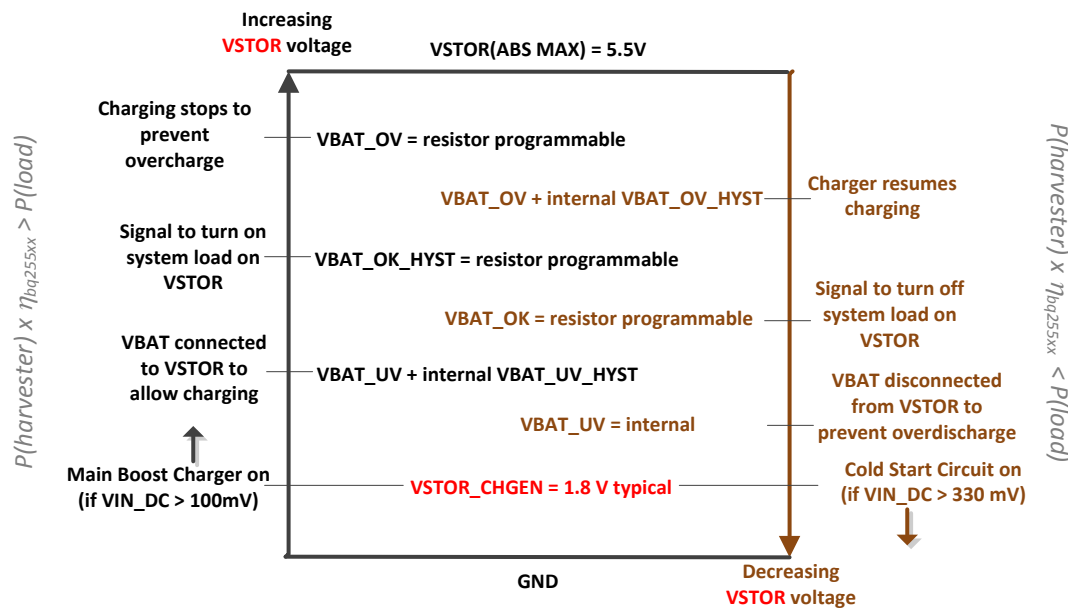 Increasing
VSTOR voltage
VSTOR(ABS MAX) = 5.5V
Charging stops to
prevent
overcharge
VBAT_OV = resistor programmable
VBAT_OV + internal VBAT_OV_HYST
Charger resumes
charging
Signal to turn on
system load on
VSTOR
VBAT_OK_HYST = resistor programmable
VBAT_OK = resistor programmable
Signal to turn off
system load on
VSTOR
VBAT connected
to VSTOR to
allow charging
VBAT_UV + internal VBAT_UV_HYST
VBAT_UV = internal
VBAT disconnected
from VSTOR to
prevent overdischarge
Main Boost Charger on
(if VIN_DC > 100mV)
VSTOR_CHGEN = 1.8 V typical
Cold Start Circuit on
(if VIN_DC > 330 mV)
GND
Decreasing
VSTOR voltage
P(harvester) x ηbq255xx > P(load)
P(harvester) x ηbq255xx < P(load)